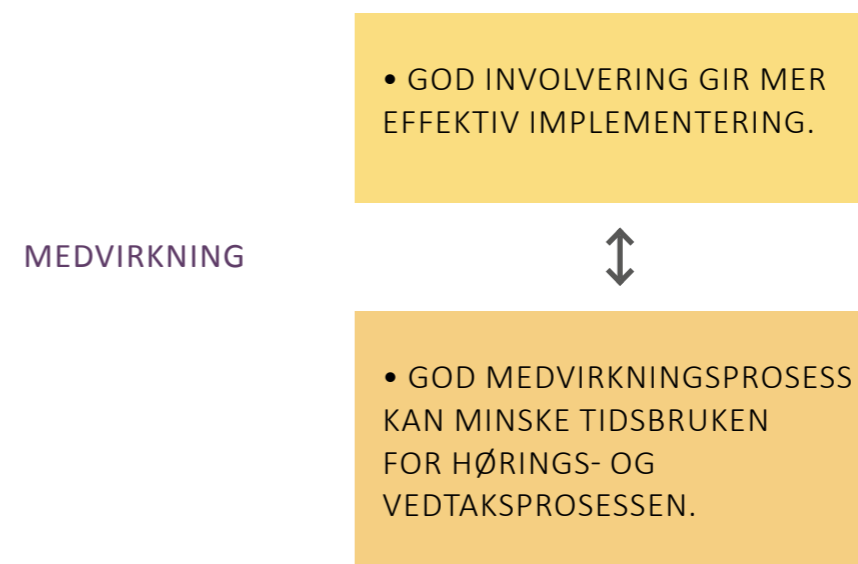 • GOD INVOLVERING GIR MER
EFFEKTIV IMPLEMENTERING.
MEDVIRKNING
• GOD MEDVIRKNINGSPROSESS
KAN MINSKE TIDSBRUKEN
FOR HØRINGS- OG
VEDTAKSPROSESSEN.